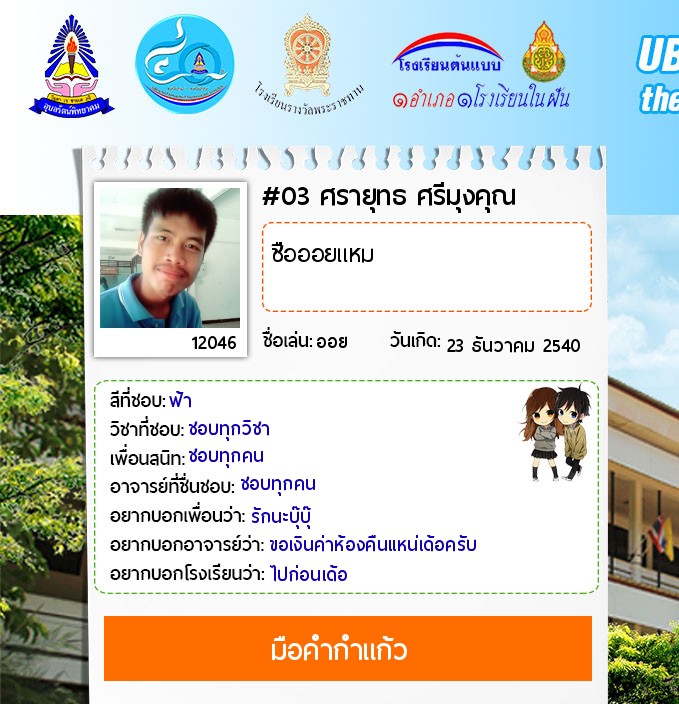 อุบลรัตน์พิทยาคม
โรงเรียนรางวัลพระราชทาน
โรงเรียนต้นแบบ
๑อำเภอ๑โรงเรียนในฝัน
UB
the
#03 ศรายุทธ ศรีมุงคุณ
ซือออยแหม
12046
ชื่อเล่น: ออย วันเกิด: 23 ธันวาคม 2540
สีที่ชอบ: ฟ้า
วิชาที่ชอบ: ชอบทุกวิชา
เพื่อนสนิท: ชอบทุกคน
อาจารย์ที่ชื่นชอบ: ชอบทุกคน
อยากบอกเพื่อนว่า: รักนะบุ๊บุ๊
อยากบอกอาจารย์ว่า: ขอเงินค่าห้องคืนแหน่เด้อครับ
อยากบอกโรงเรียนว่า: ไปก่อนเด้อ
มือคำกำแก้ว